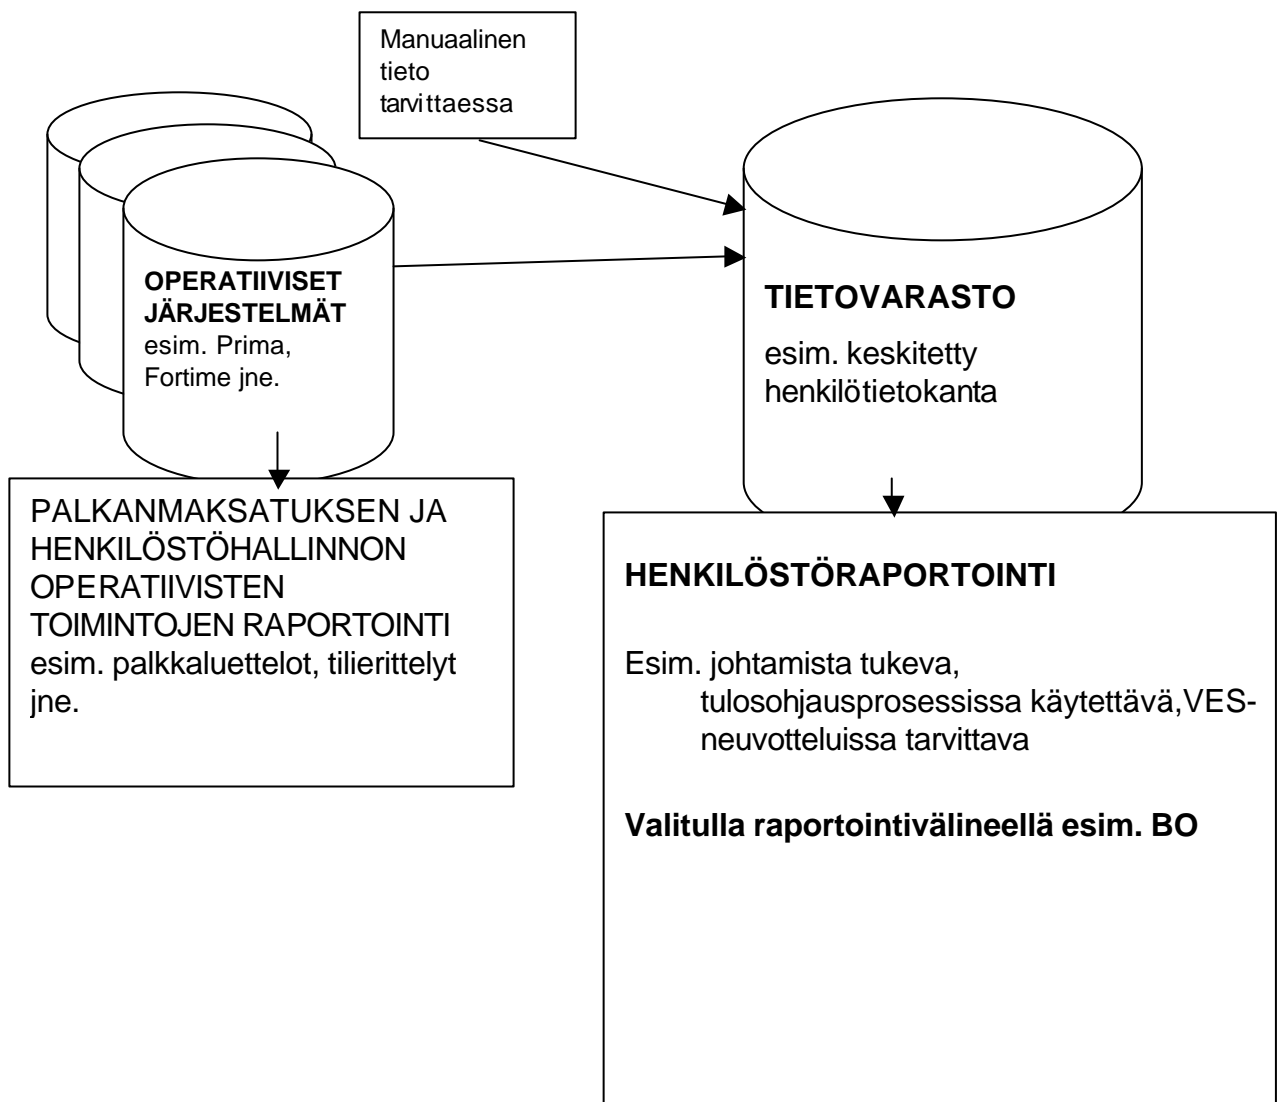 Manuaalinen
tieto
tarvittaessa
OPERATIIVISET
JÄRJESTELMÄT
esim. Prima,
Fortime jne.
TIETOVARASTO
esim. keskitetty
henkilötietokanta
PALKANMAKSATUKSEN JA
HENKILÖSTÖHALLINNON
OPERATIIVISTEN
TOIMINTOJEN RAPORTOINTI
esim. palkkaluettelot, tilierittelyt
jne.
HENKILÖSTÖRAPORTOINTI
Esim. johtamista tukeva,
tulosohjausprosessissa käytettävä,VES-
neuvotteluissa tarvittava
Valitulla raportointivälineellä esim. BO